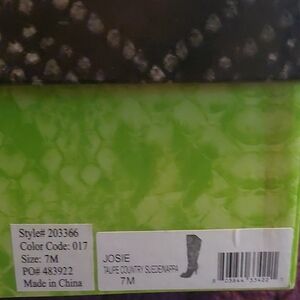 Style# 203366
Color Code: 017
Size: 7M
PO# 483922
Made in China
JOSIE
TAUPE COUNTRY SUEDE/NAPPA
7M